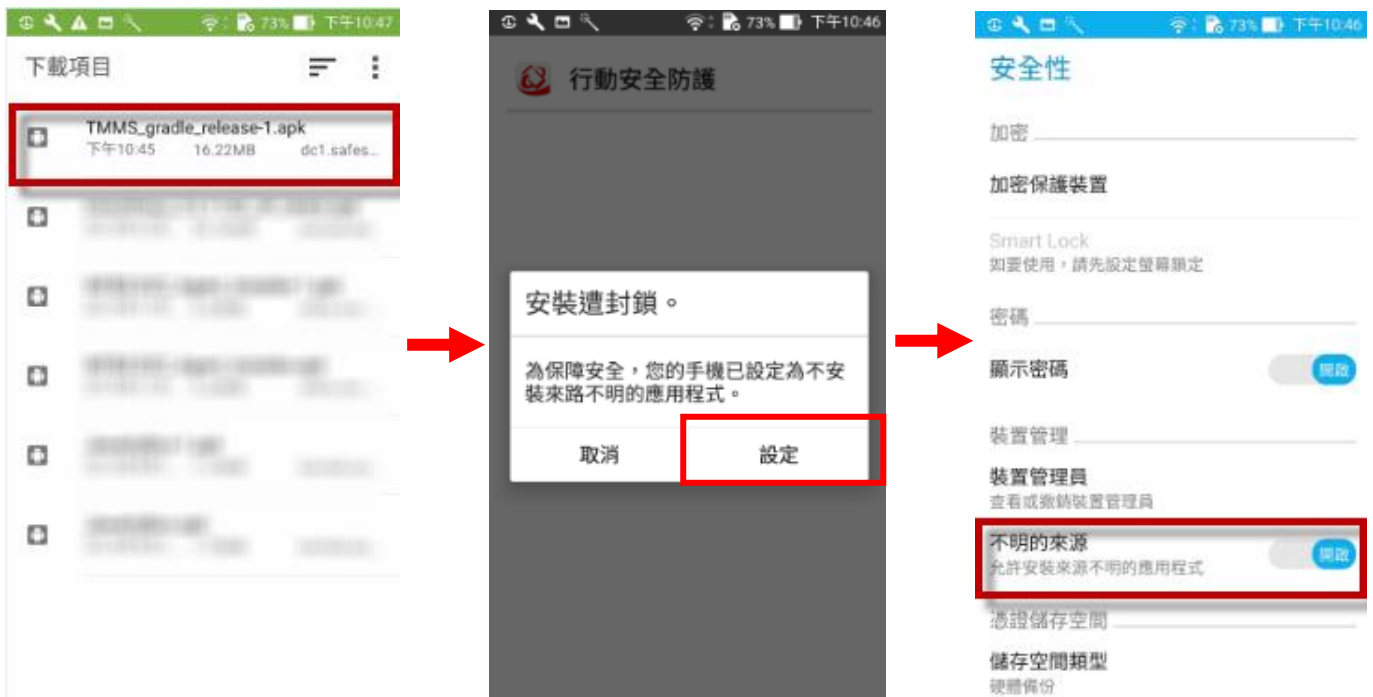 73% 下午10:47
下載項目
TMMS_gradle_release-1.apk
下午10:45 16.22MB dc1.safes...
73% 下午10:46
行動安全防護
安裝遭封鎖。
為保障安全，您的手機已設定為不安
裝來路不明的應用程式。
取消 設定
73% 下午10:46
安全性
加密
加密保護裝置
Smart Lock
如要使用，請先設定螢幕鎖定
密碼
顯示密碼 開啟
裝置管理
裝置管理員
查看或撤銷裝置管理員
不明的來源 開啟
允許安裝來源不明的應用程式
憑證儲存空間
儲存空間類型
硬體備份